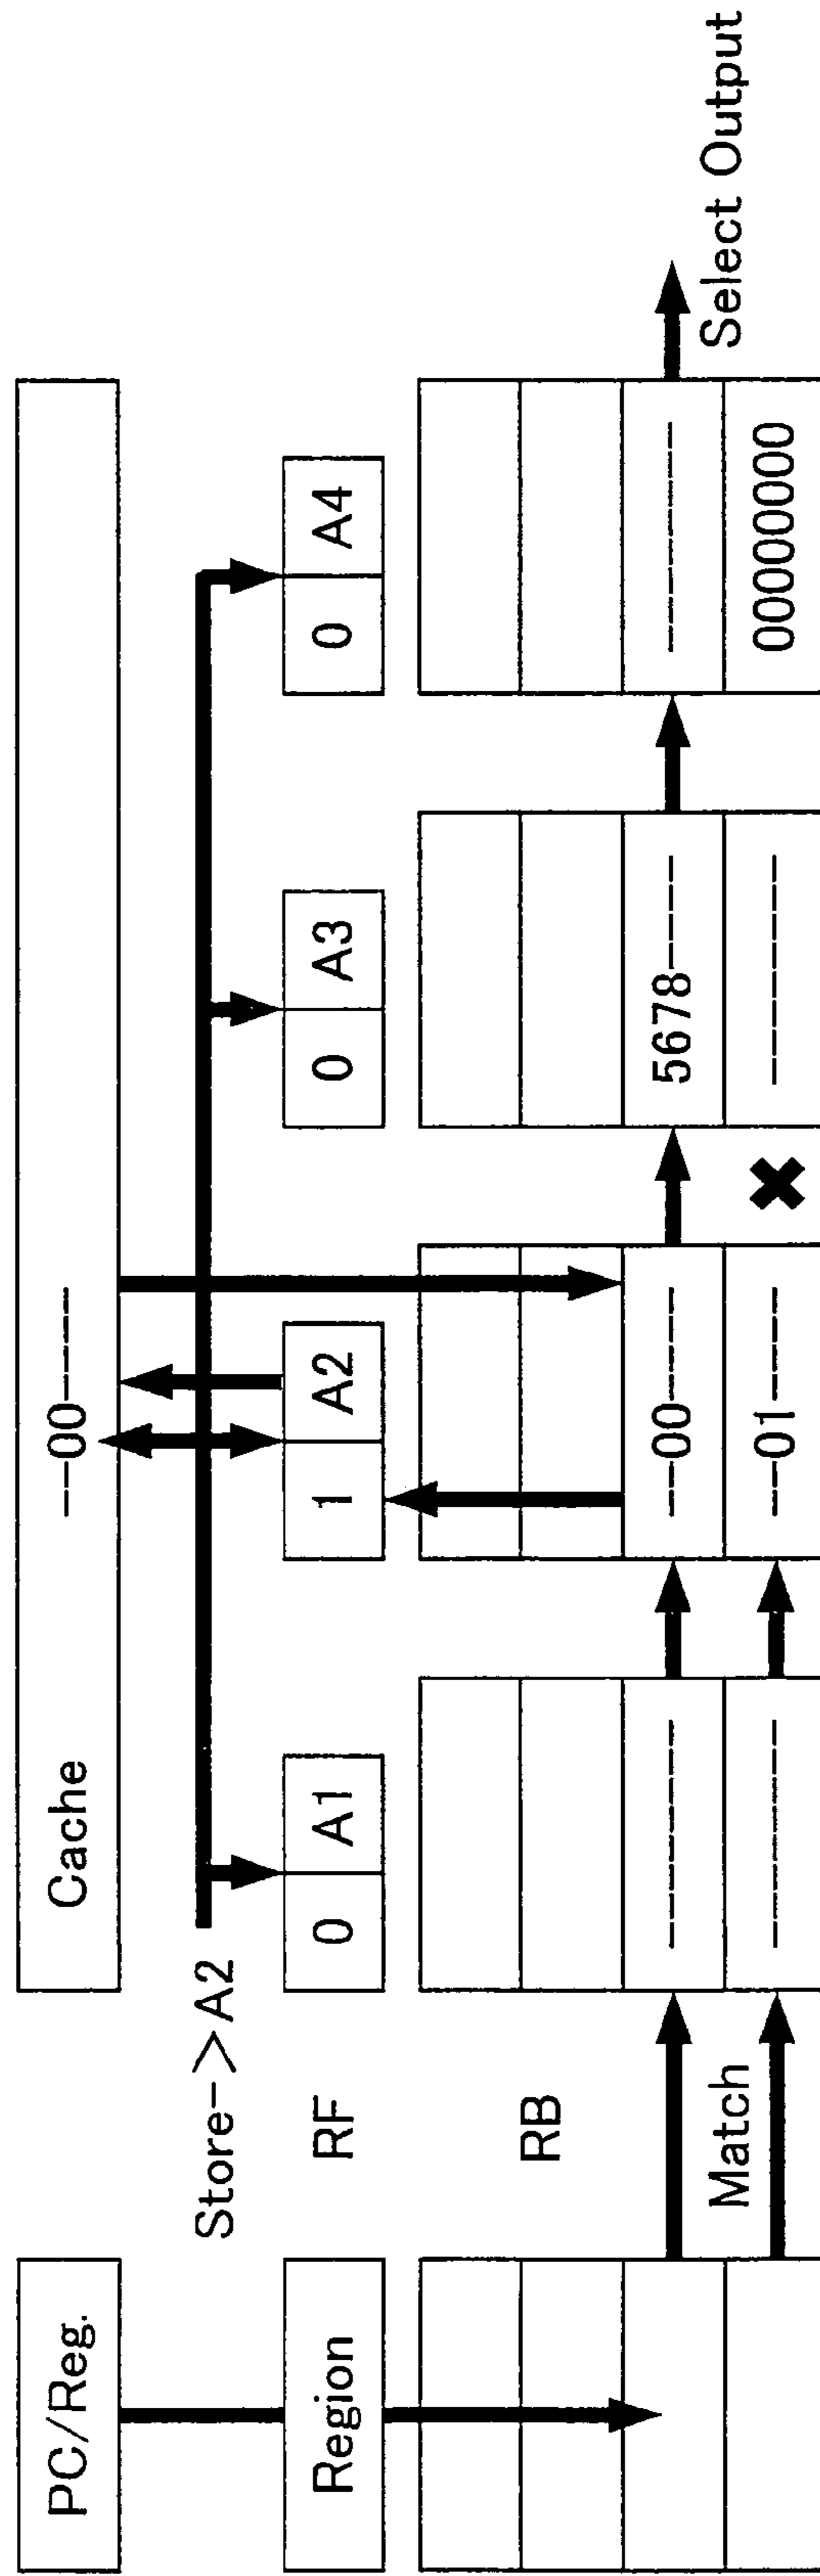 PC/Reg.
Cache
---00------
Store->A2
Region
RF
0 A1
1 A2
0 A3
0 A4
RB
Match
----------
---00------
5678-----
----------
Select Output
----------
---01-----
----------
00000000